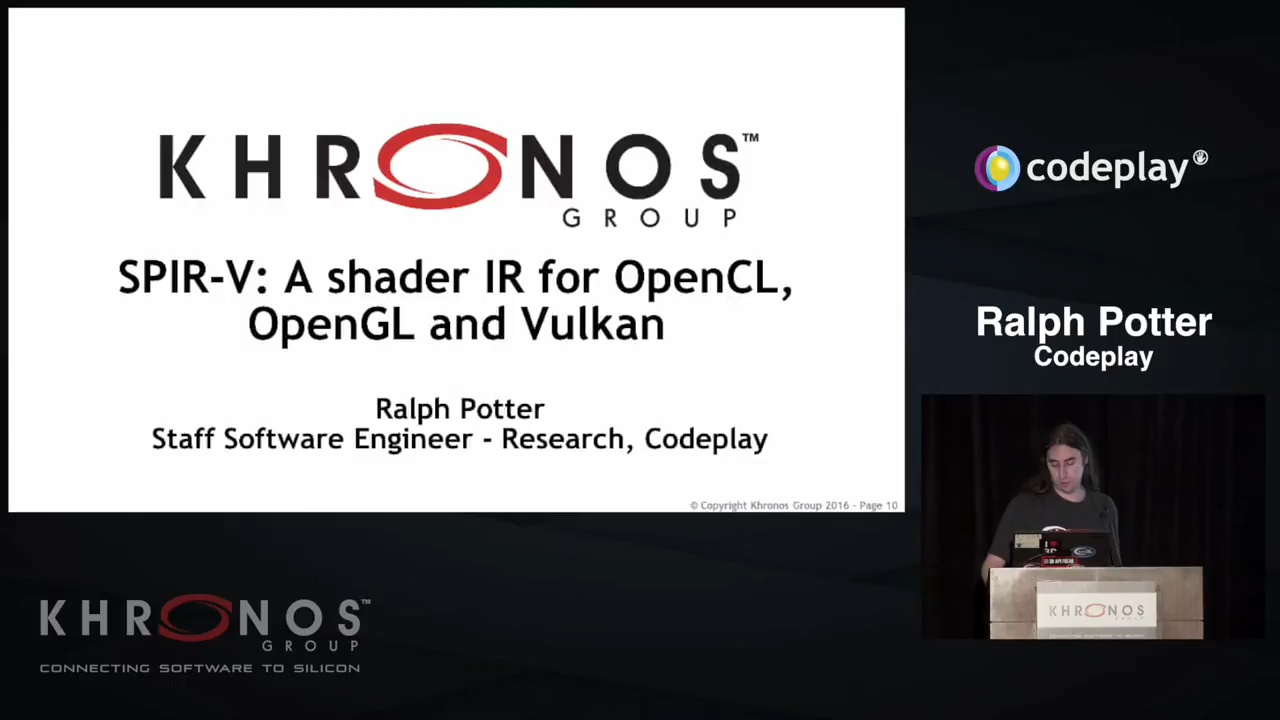 KHRONOS™
GROUP
SPIR-V: A shader IR for OpenCL,
OpenGL and Vulkan
Ralph Potter
Staff Software Engineer - Research, Codeplay
© Copyright Khronos Group 2016 - Page 10
codeplay®
Ralph Potter
Codeplay
KHRONOS
GROUP
KHRONOS™
GROUP
CONNECTING SOFTWARE TO SILICON